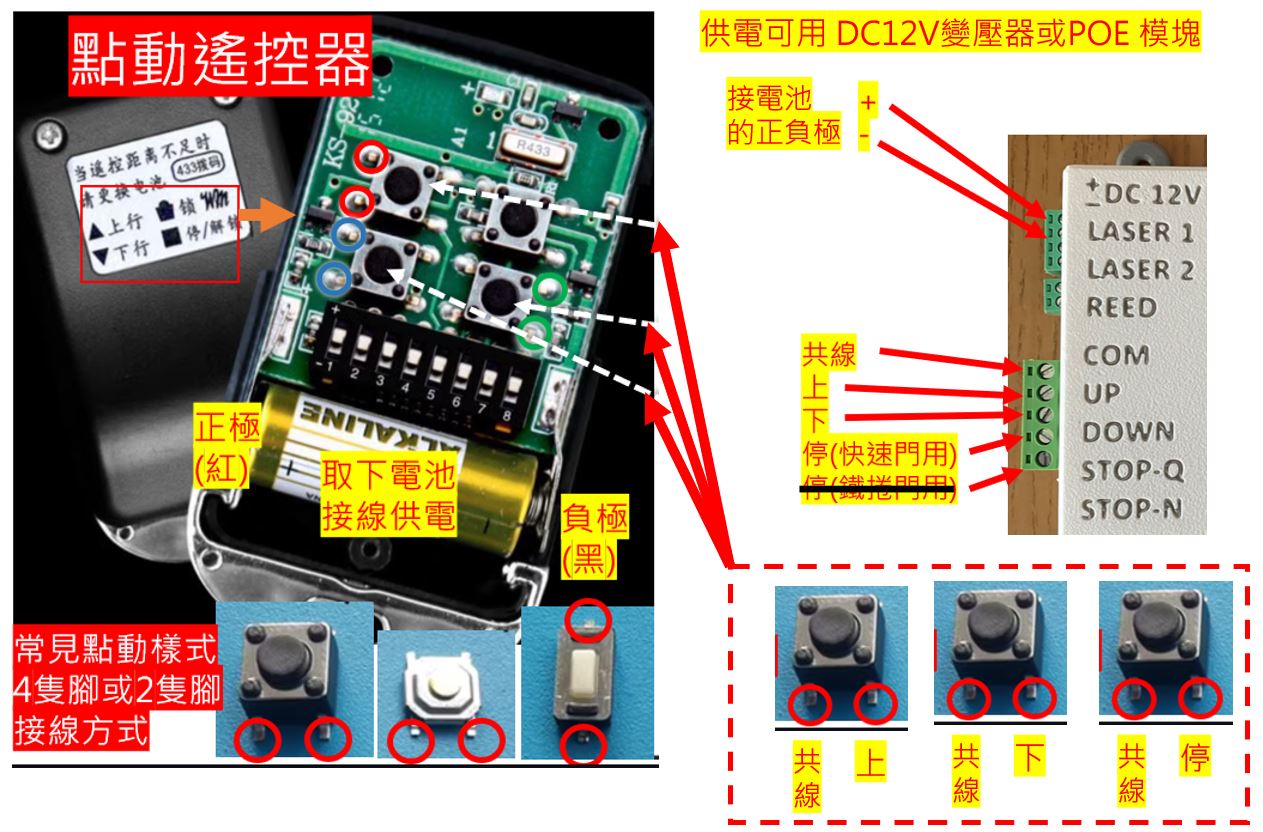 點動遙控器
當遥控距离不足时
433拨码
請更换电池
▲上行 锁
▼下行 停/解锁
KS
A1
R433
1 2 3 4 5 6 7 8
ALKALINE
+
正極
(紅)
取下電池
接線供電
負極
(黑)
常見點動樣式
4隻腳或2隻腳
接線方式
供電可用 DC12V變壓器或POE 模塊
接電池 +
的正負極 -
±DC 12V
LASER 1
LASER 2
REED
COM
UP
DOWN
STOP-Q
STOP-N
共線
上
下
停(快速門用)
停(鐵捲門用)
共線 上
共線 下
共線 停